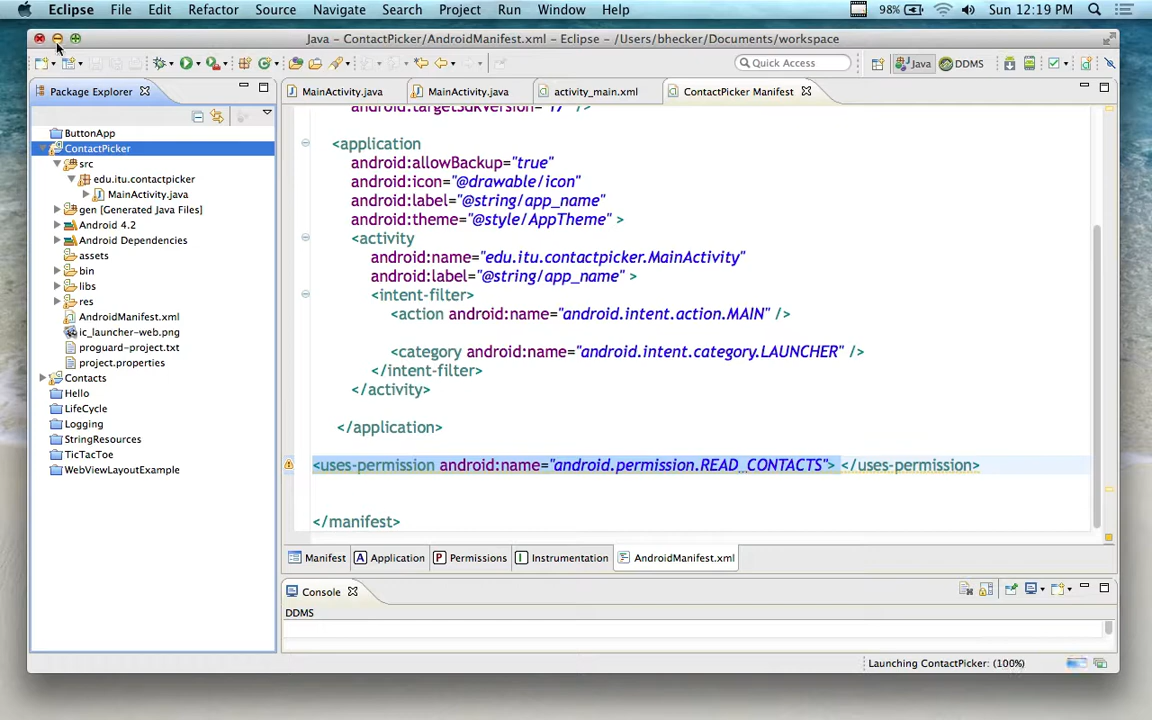 Eclipse File Edit Refactor Source Navigate Search Project Run Window Help 98% Sun 12:19 PM
Java – ContactPicker/AndroidManifest.xml – Eclipse – /Users/bhecker/Documents/workspace
Quick Access Java DDMS
Package Explorer MainActivity.java MainActivity.java activity_main.xml ContactPicker Manifest
ButtonApp
ContactPicker
src
edu.itu.contactpicker
MainActivity.java
gen [Generated Java Files]
Android 4.2
Android Dependencies
assets
bin
libs
res
AndroidManifest.xml
ic_launcher-web.png
proguard-project.txt
project.properties
Contacts
Hello
LifeCycle
Logging
StringResources
TicTacToe
WebViewLayoutExample
<application
android:allowBackup="true"
android:icon="@drawable/icon"
android:label="@string/app_name"
android:theme="@style/AppTheme" >
<activity
android:name="edu.itu.contactpicker.MainActivity"
android:label="@string/app_name" >
<intent-filter>
<action android:name="android.intent.action.MAIN" />
<category android:name="android.intent.category.LAUNCHER" />
</intent-filter>
</activity>
</application>
<uses-permission android:name="android.permission.READ_CONTACTS"> </uses-permission>
</manifest>
Manifest A Application P Permissions I Instrumentation AndroidManifest.xml
Console
DDMS
Launching ContactPicker: (100%)